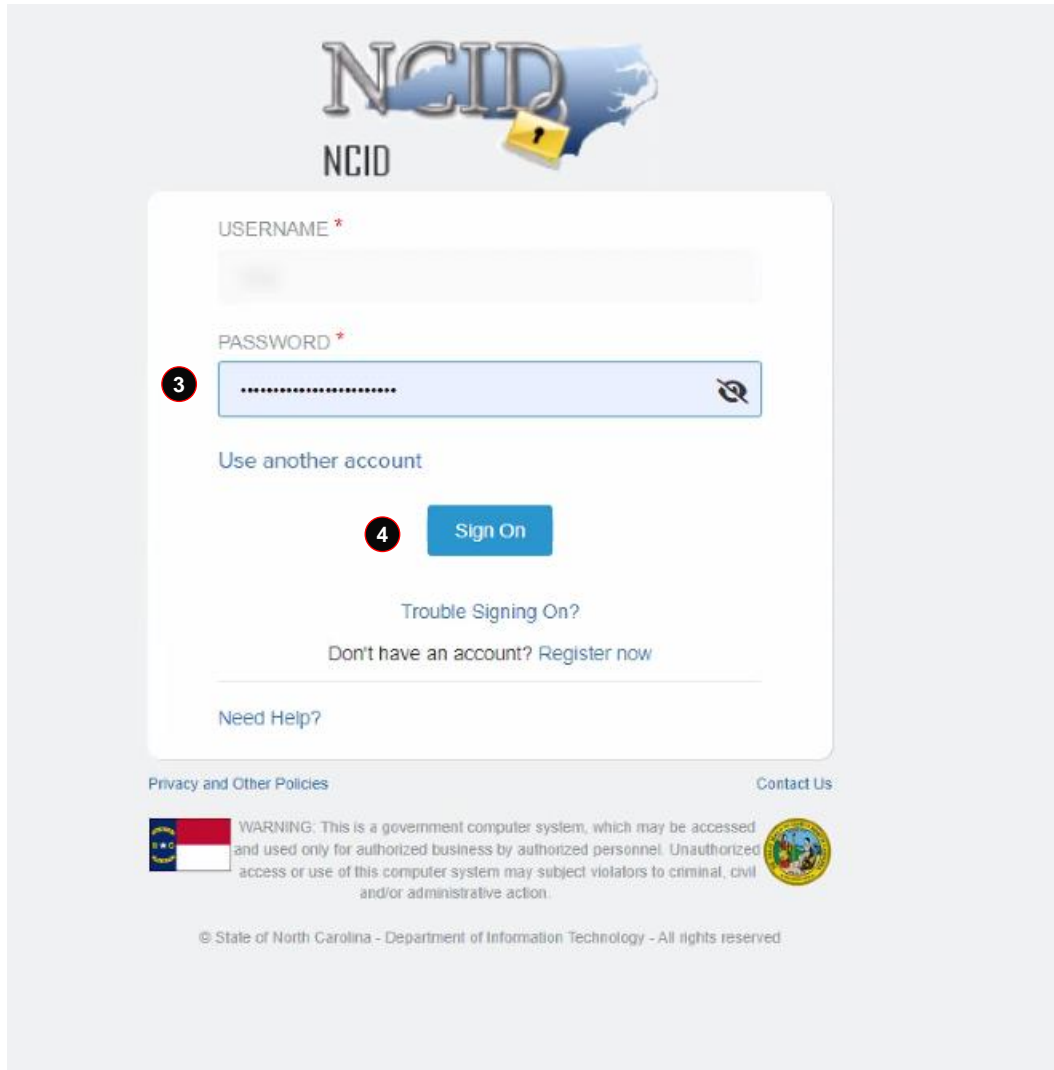 NCID
NCID
USERNAME *
PASSWORD *
3
••••••••••••••••••••••••
Use another account
4
Sign On
Trouble Signing On?
Don't have an account? Register now
Need Help?
Privacy and Other Policies
Contact Us
WARNING: This is a government computer system, which may be accessed
and used only for authorized business by authorized personnel. Unauthorized
access or use of this computer system may subject violators to criminal, civil
and/or administrative action.
© State of North Carolina - Department of Information Technology - All rights reserved